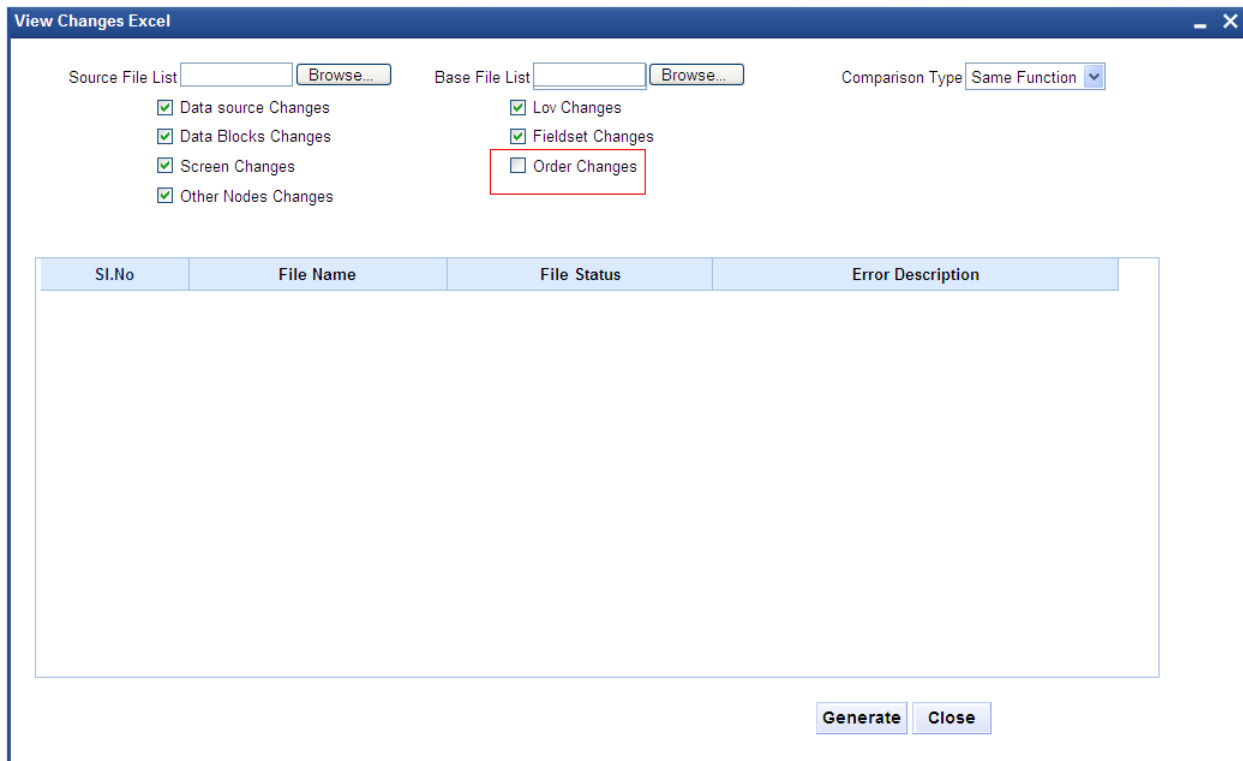 View Changes Excel
Source File List Browse... Base File List Browse... Comparison Type Same Function
Data source Changes Lov Changes
Data Blocks Changes Fieldset Changes
Screen Changes Order Changes
Other Nodes Changes
Sl.No File Name File Status Error Description
Generate Close